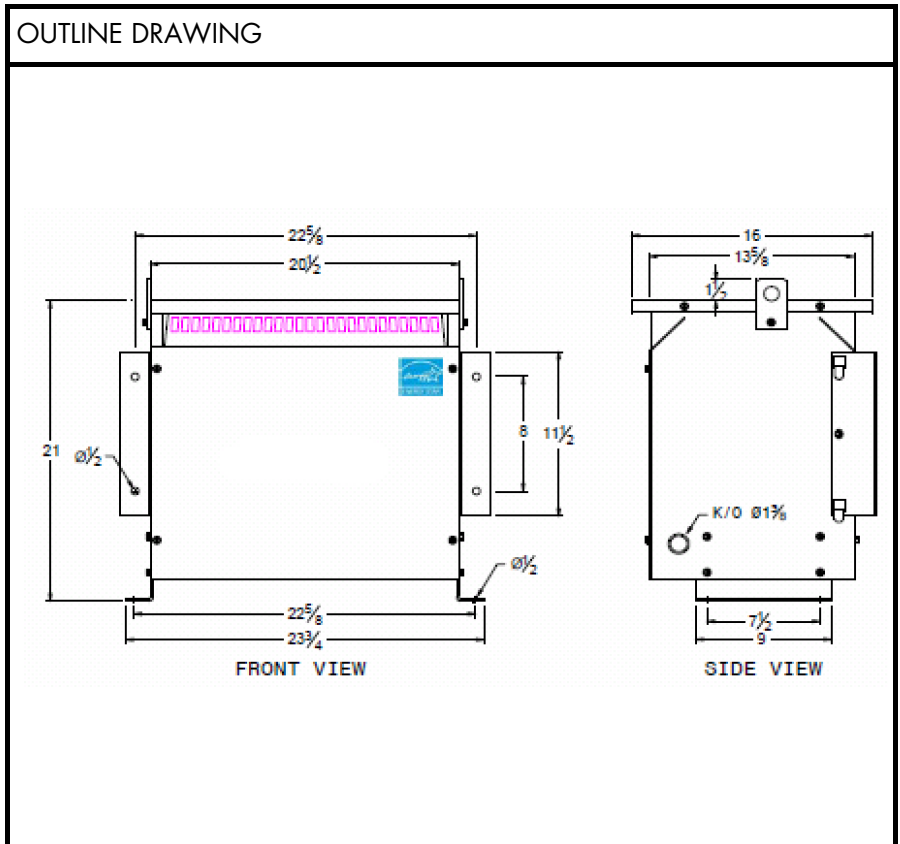 OUTLINE DRAWING
22⅝
20½
21
Ø½
8
11½
Ø½
22⅝
23¾
FRONT VIEW
16
13⅝
1½
K/O Ø1⅜
7½
9
SIDE VIEW